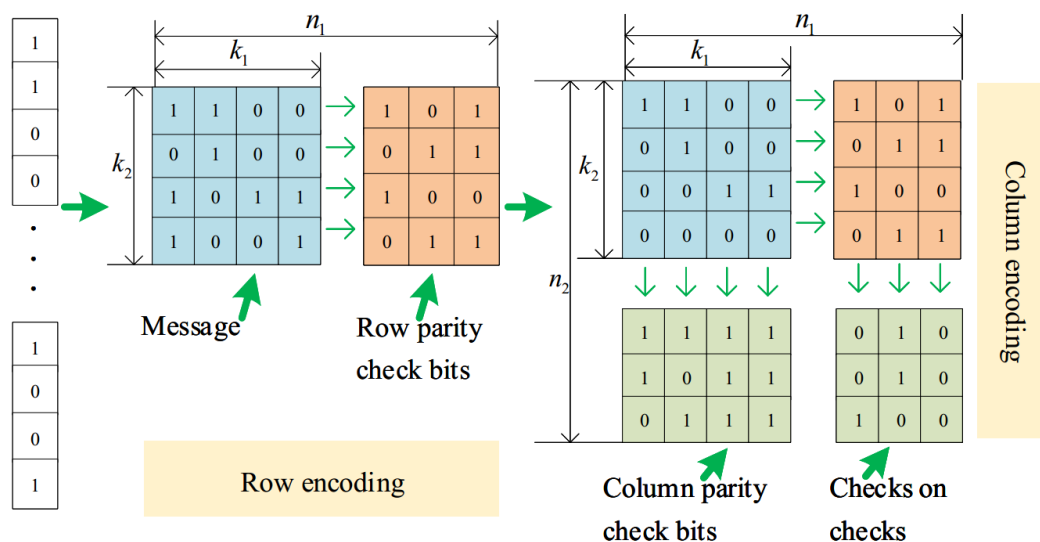 1
1
0
0
1
0
0
1
n1
k1
k2
1 1 0 0 1 0 1
0 1 0 0 0 1 1
1 0 1 1 1 0 0
1 0 0 1 0 1 1
Message
Row parity
check bits
Row encoding
n1
k1
k2
n2
1 1 0 0 1 0 1
0 1 0 0 0 1 1
0 0 1 1 1 0 0
0 0 0 0 0 1 1
1 1 1 1 0 1 0
1 0 1 1 0 1 0
0 1 1 1 1 0 0
Column parity
check bits
Checks on
checks
Column encoding